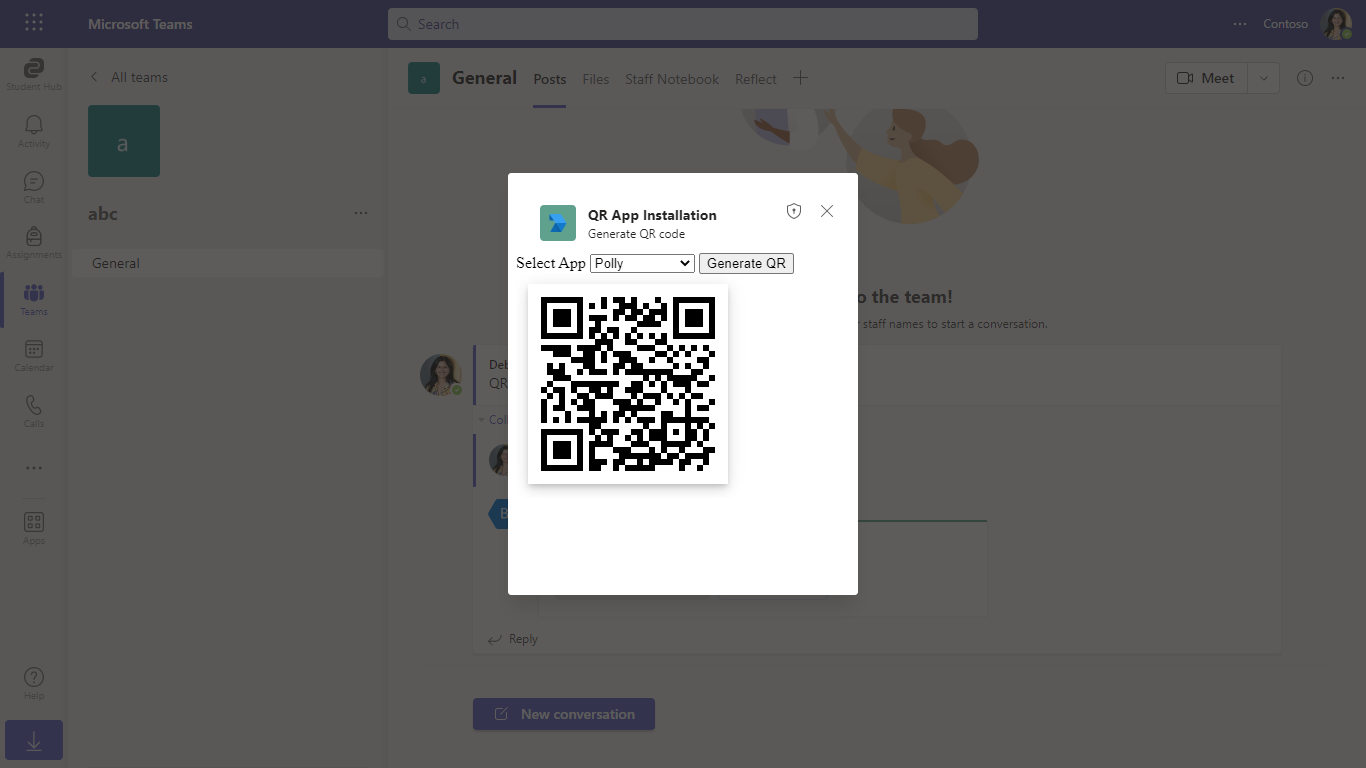 Microsoft Teams
Search
Contoso
Student Hub
Activity
Chat
Assignments
Teams
Calendar
Calls
Apps
Help
All teams
a
abc
General
a
General
Posts
Files
Staff Notebook
Reflect
Meet
QR App Installation
Generate QR code
Select App
Polly
Generate QR
the team!
staff names to start a conversation.
QR
Reply
New conversation